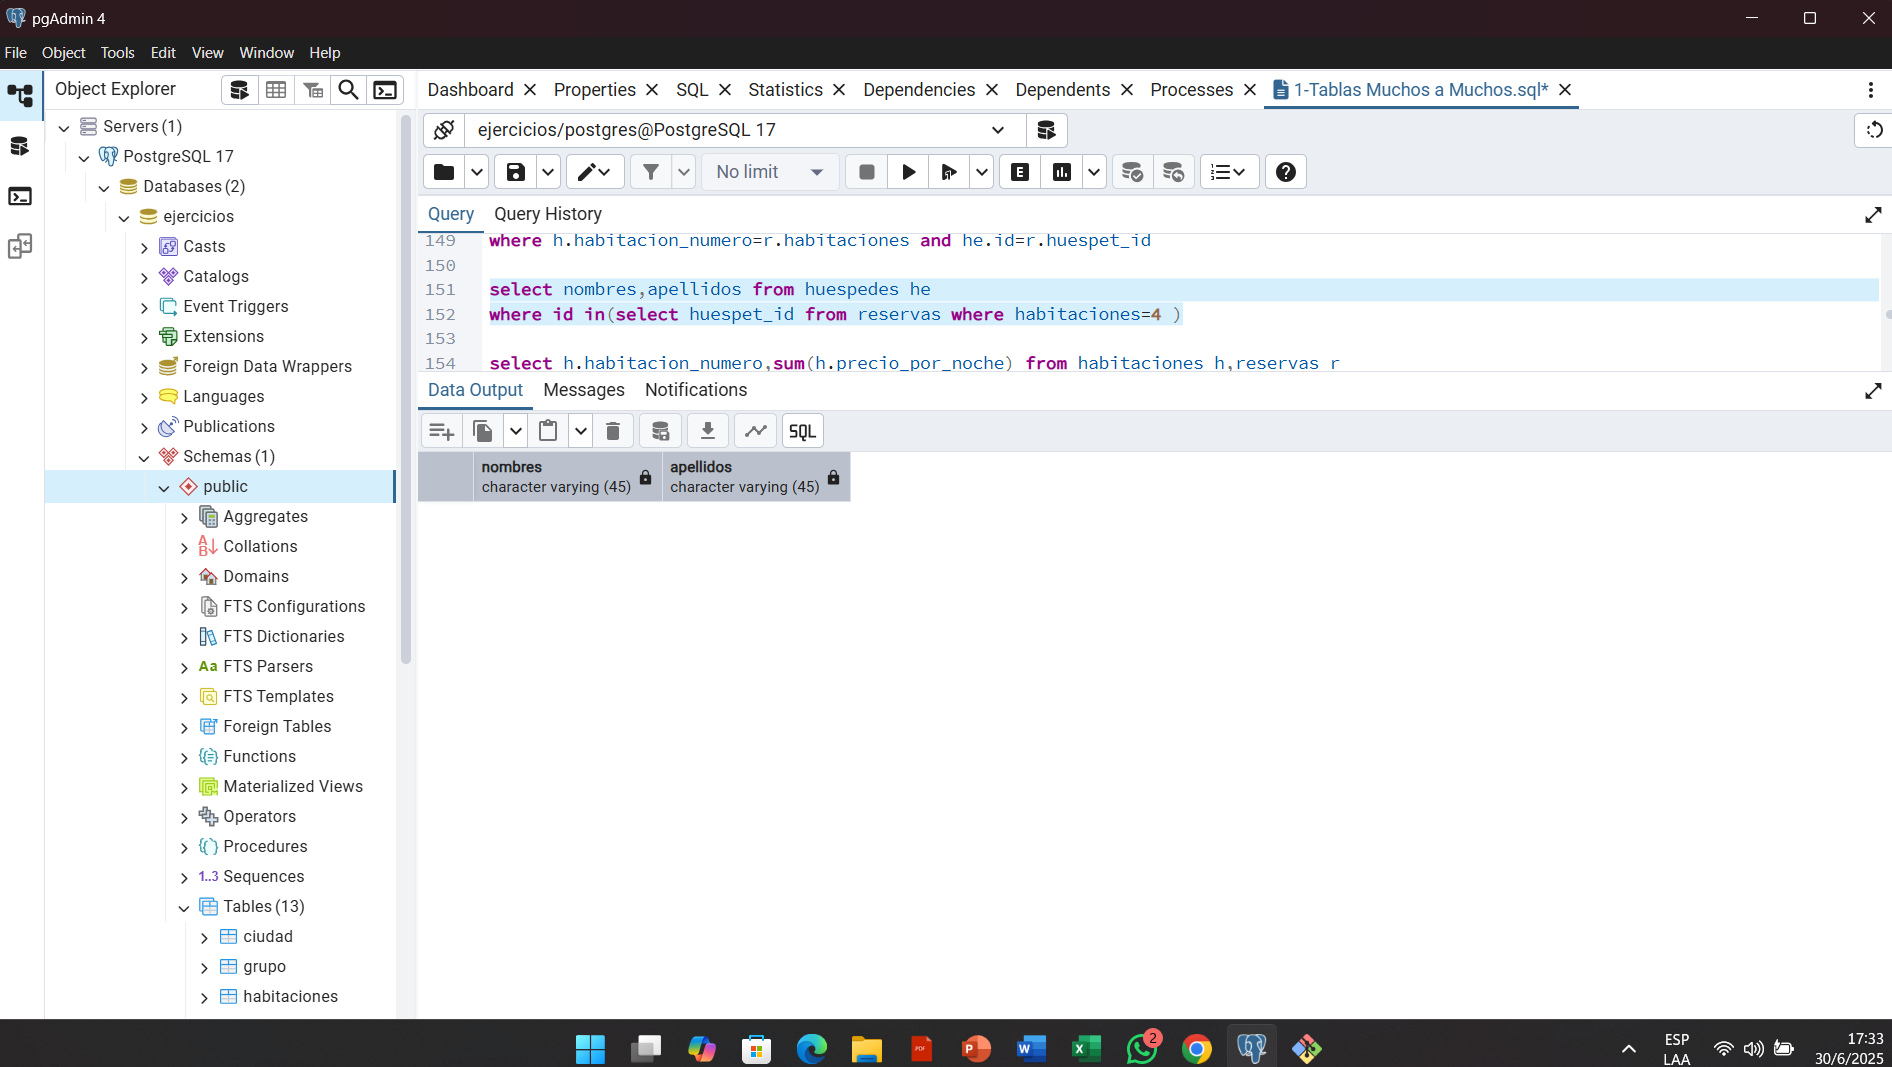 pgAdmin 4
File Object Tools Edit View Window Help
Object Explorer
Dashboard Properties SQL Statistics Dependencies Dependents Processes 1-Tablas Muchos a Muchos.sql*
Servers (1)
PostgreSQL 17
Databases (2)
ejercicios
Casts
Catalogs
Event Triggers
Extensions
Foreign Data Wrappers
Languages
Publications
Schemas (1)
public
Aggregates
Collations
Domains
FTS Configurations
FTS Dictionaries
Aa FTS Parsers
FTS Templates
Foreign Tables
Functions
Materialized Views
Operators
Procedures
1..3 Sequences
Tables (13)
ciudad
grupo
habitaciones
ejercicios/postgres@PostgreSQL 17
No limit
E
Query Query History
149 where h.habitacion_numero=r.habitaciones and he.id=r.huespet_id
150
151 select nombres,apellidos from huespedes he
152 where id in(select huespet_id from reservas where habitaciones=4 )
153
154 select h.habitacion_numero,sum(h.precio_por_noche) from habitaciones h,reservas r
Data Output Messages Notifications
SQL
nombres
character varying (45)
apellidos
character varying (45)
2
ESP
LAA
17:33
30/6/2025